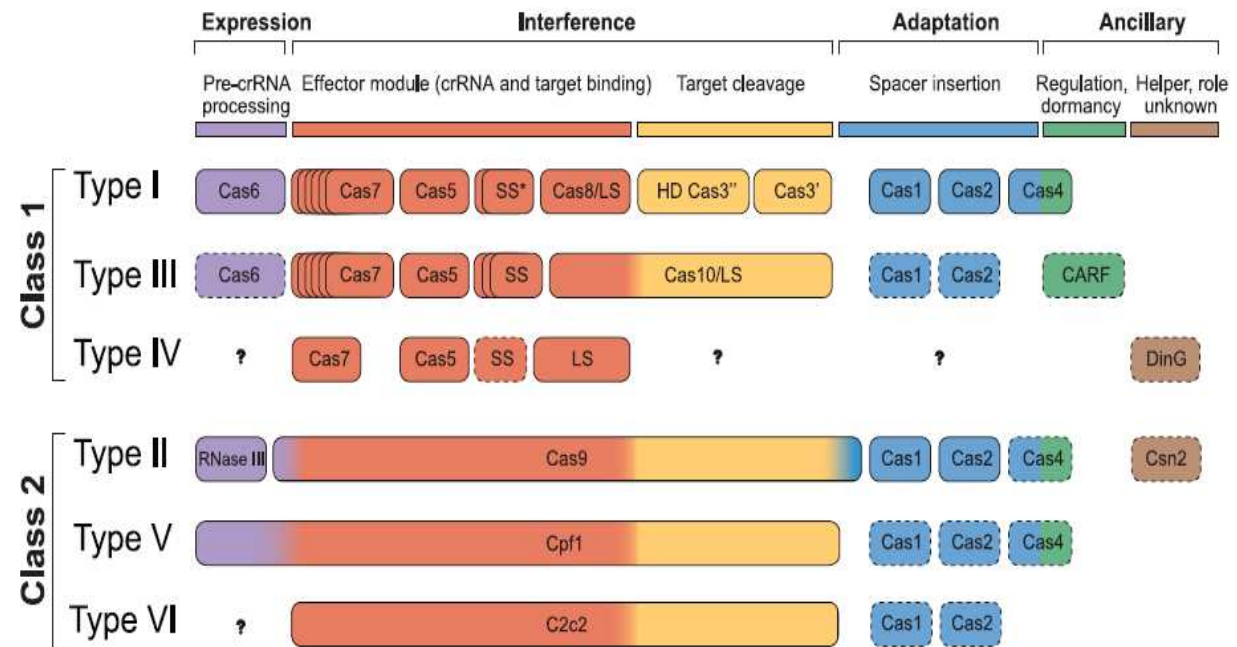 Expression Interference Adaptation Ancillary
Pre-crRNA processing Effector module (crRNA and target binding) Target cleavage Spacer insertion Regulation, dormancy Helper, role unknown
Class 1
Type I Cas6 Cas7 Cas5 SS* Cas8/LS HD Cas3'' Cas3' Cas1 Cas2 Cas4
Type III Cas6 Cas7 Cas5 SS Cas10/LS Cas1 Cas2 CARF
Type IV ? Cas7 Cas5 SS LS ? ? DinG
Class 2
Type II RNase III Cas9 Cas1 Cas2 Cas4 Csn2
Type V Cpf1 Cas1 Cas2 Cas4
Type VI ? C2c2 Cas1 Cas2